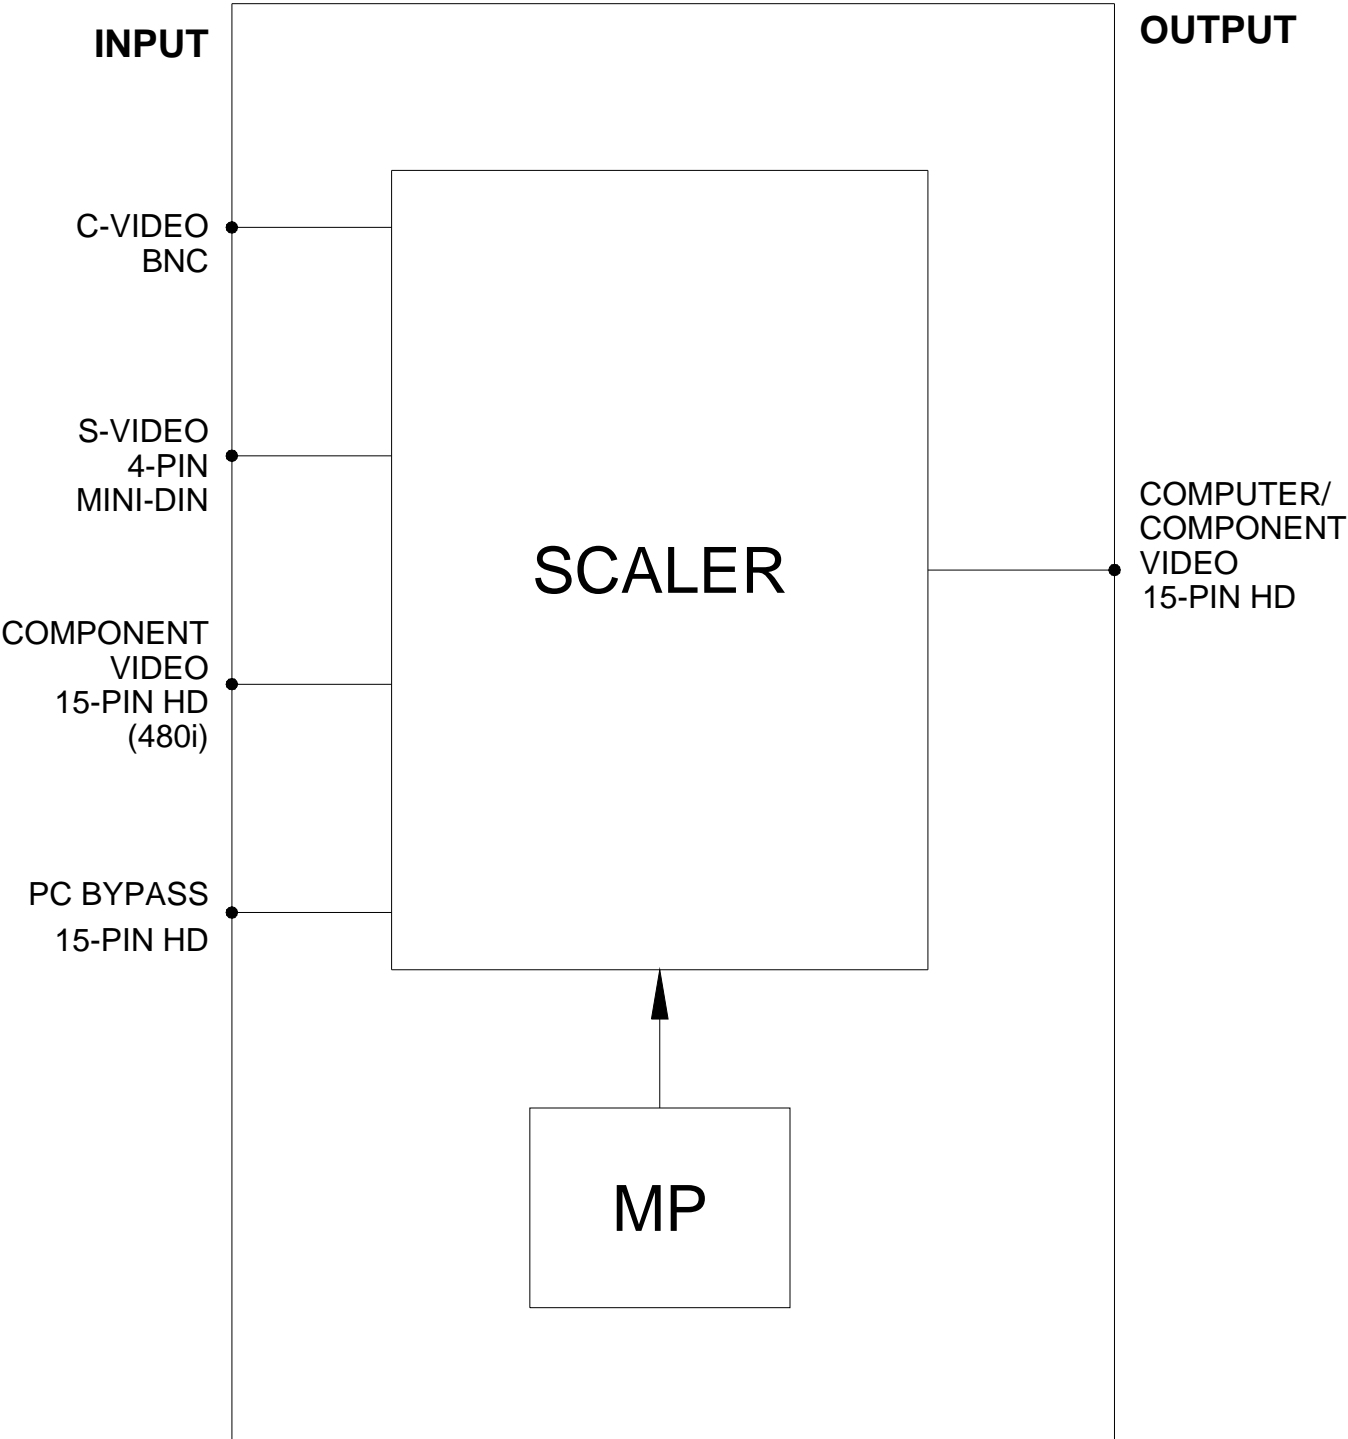 INPUT
OUTPUT
C-VIDEO
BNC
S-VIDEO
4-PIN
MINI-DIN
COMPONENT
VIDEO
15-PIN HD
(480i)
PC BYPASS
15-PIN HD
SCALER
MP
COMPUTER/
COMPONENT
VIDEO
15-PIN HD